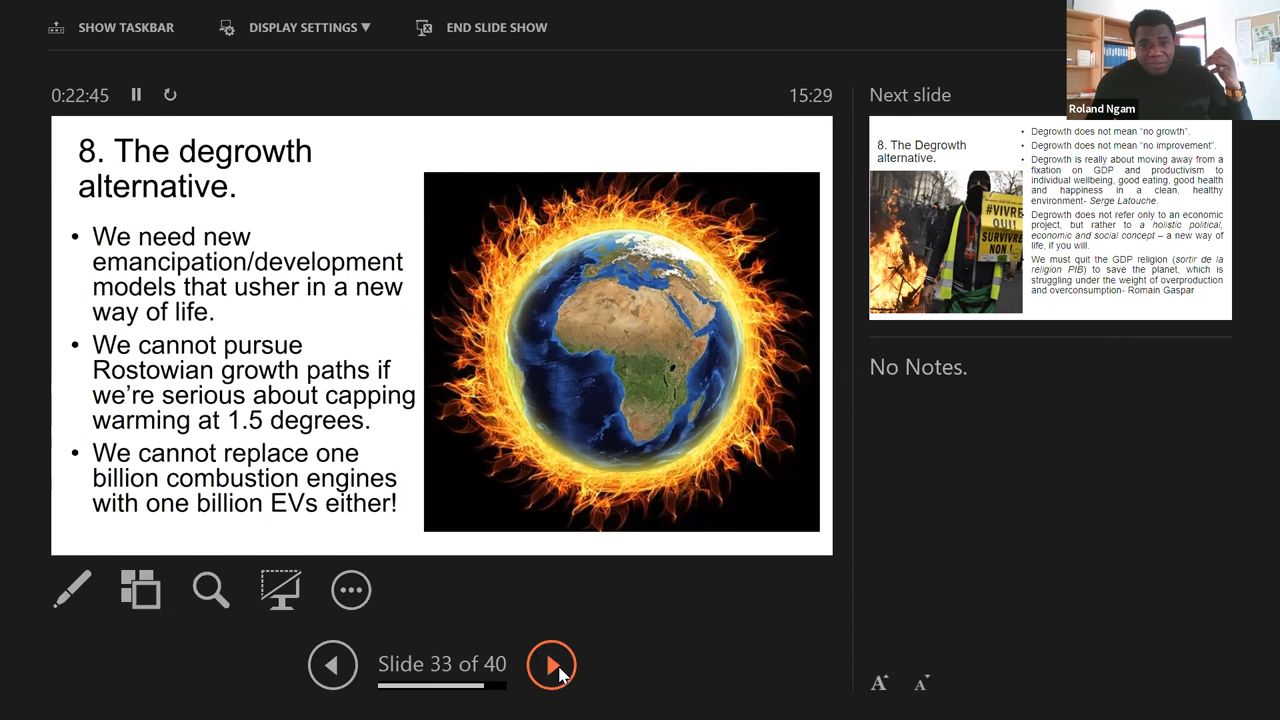 SHOW TASKBAR
DISPLAY SETTINGS ▼
END SLIDE SHOW
Roland Ngam
0:22:45
15:29
Next slide
8. The degrowth
alternative.
• We need new
emancipation/development
models that usher in a new
way of life.
• We cannot pursue
Rostowian growth paths if
we’re serious about capping
warming at 1.5 degrees.
• We cannot replace one
billion combustion engines
with one billion EVs either!
8. The Degrowth
alternative.
#VIVRE
OUI!
SURVIVRE
NON!
• Degrowth does not mean “no growth”.
• Degrowth does not mean “no improvement”.
• Degrowth is really about moving away from a
fixation on GDP and productivism to
individual wellbeing, good eating, good health
and happiness in a clean, healthy
environment- Serge Latouche.
Degrowth does not refer only to an economic
project, but rather to a holistic political,
economic and social concept – a new way of
life, if you will.
We must quit the GDP religion (sortir de la
religion PIB) to save the planet, which is
struggling under the weight of overproduction
and overconsumption- Romain Gaspar
No Notes.
Slide 33 of 40
A A